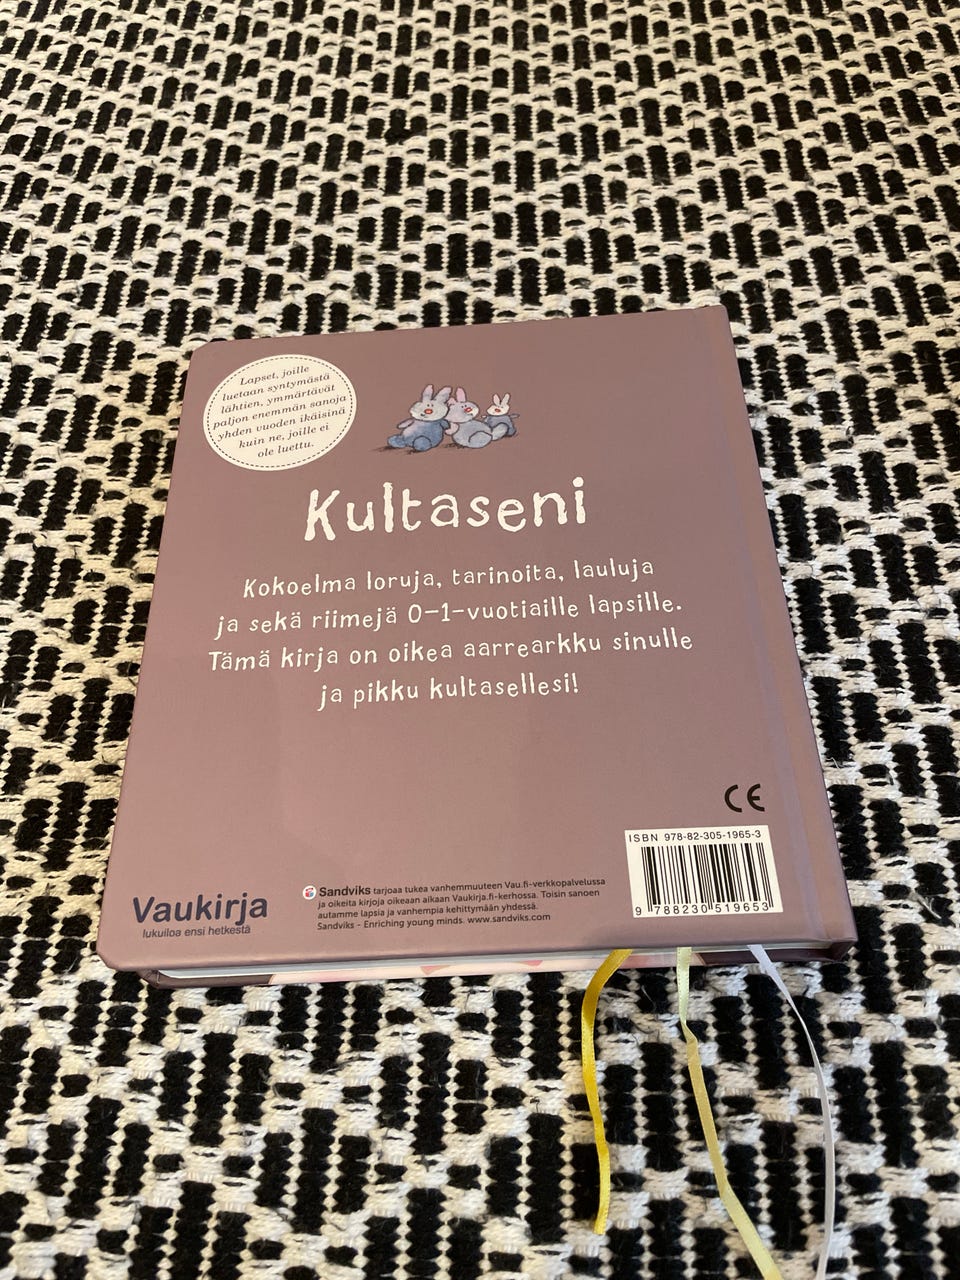 Lapset, joille
luetaan syntymästä
lähtien, ymmärtävät
paljon enemmän sanoja
yhden vuoden ikäisinä
kuin ne, joille ei
ole luettu.
Kultaseni
Kokoelma loruja, tarinoita, lauluja
ja sekä riimejä 0-1-vuotiaille lapsille.
Tämä kirja on oikea aarrearkku sinulle
ja pikku kultasellesi!
CE
ISBN 978-82-305-1965-3
9 788230 519653
Vaukirja
lukuiloa ensi hetkestä
Sandviks tarjoaa tukea vanhemmuuteen Vau.fi-verkkopalvelussa
ja oikeita kirjoja oikeaan aikaan Vaukirja.fi-kerhossa. Toisin sanoen
autamme lapsia ja vanhempia kehittymään yhdessä.
Sandviks - Enriching young minds. www.sandviks.com